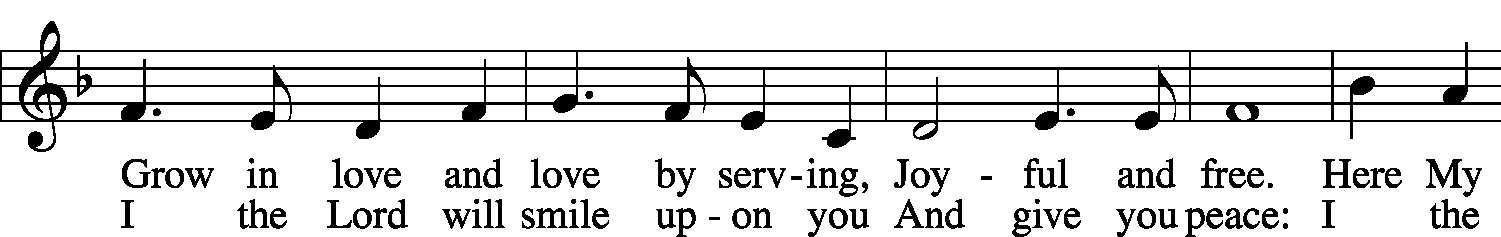 Grow in love and love by serv-ing, Joy - ful and free. Here My
I the Lord will smile up - on you And give you peace: I the